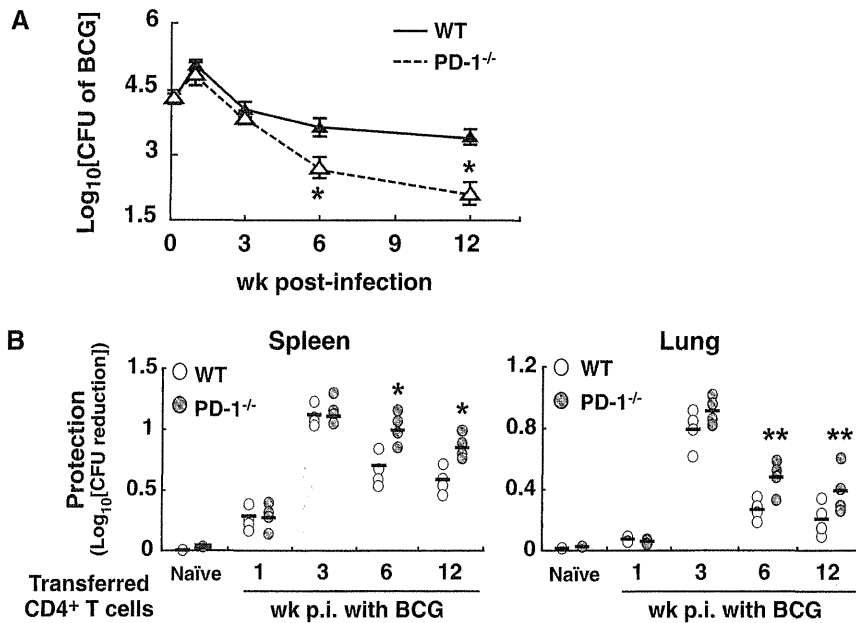 A
6
4.5
3
1.5
Log10[CFU of BCG]
WT
PD-1-/-
*
*
0
3
6
9
12
wk post-infection
B
Spleen
Lung
Protection
(Log10[CFU reduction])
1.5
1
0.5
0
WT
PD-1-/-
*
*
1.2
0.8
0.4
0
WT
PD-1-/-
**
**
Naïve
1
3
6
12
Naïve
1
3
6
12
Transferred
CD4+ T cells
wk p.i. with BCG
wk p.i. with BCG